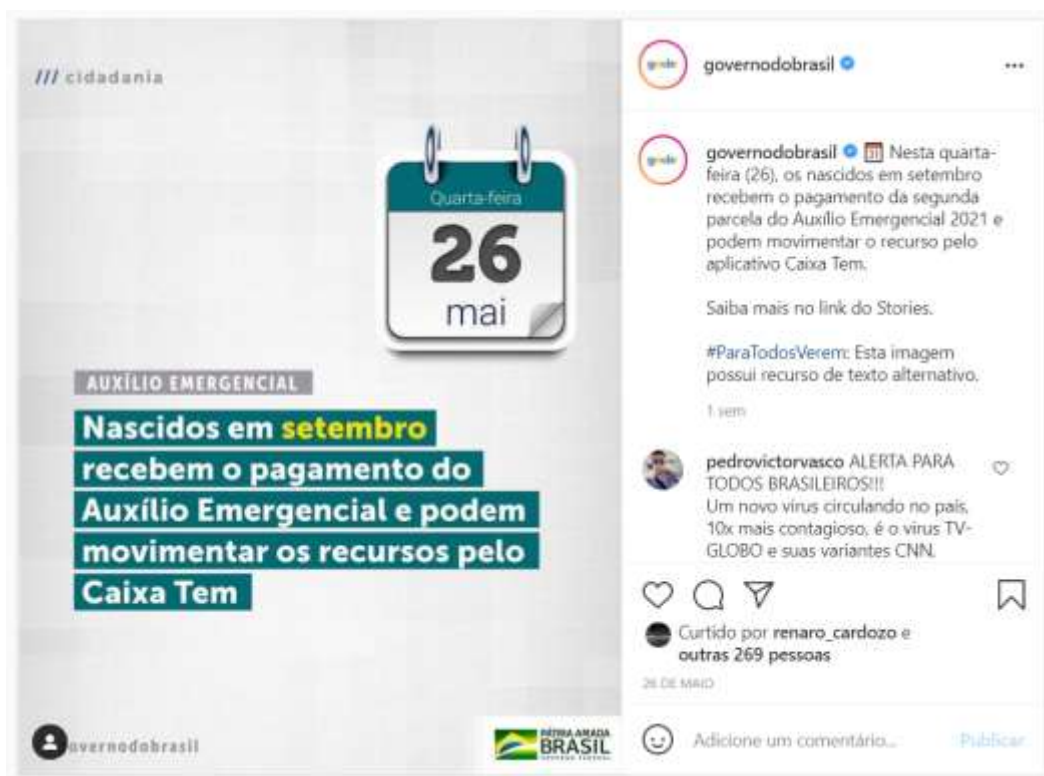 /// cidadania
Quarta-feira
26
mai
AUXÍLIO EMERGENCIAL
Nascidos em setembro
recebem o pagamento do
Auxílio Emergencial e podem
movimentar os recursos pelo
Caixa Tem
overnodobrasil
PÁTRIA AMADA
BRASIL
GOVERNO FEDERAL
governodobrasil
governodobrasil Nesta quarta-
feira (26), os nascidos em setembro
recebem o pagamento da segunda
parcela do Auxílio Emergencial 2021 e
podem movimentar o recurso pelo
aplicativo Caixa Tem.
Saiba mais no link do Stories.
#ParaTodosVerem: Esta imagem
possui recurso de texto alternativo.
1 sem
pedrovictorvasco ALERTA PARA
TODOS BRASILEIROS!!!
Um novo vírus circulando no país,
10x mais contagioso, é o vírus TV-
GLOBO e suas variantes CNN.
Curtido por renaro_cardozo e
outras 269 pessoas
26 DE MAIO
Adicione um comentário... Publicar